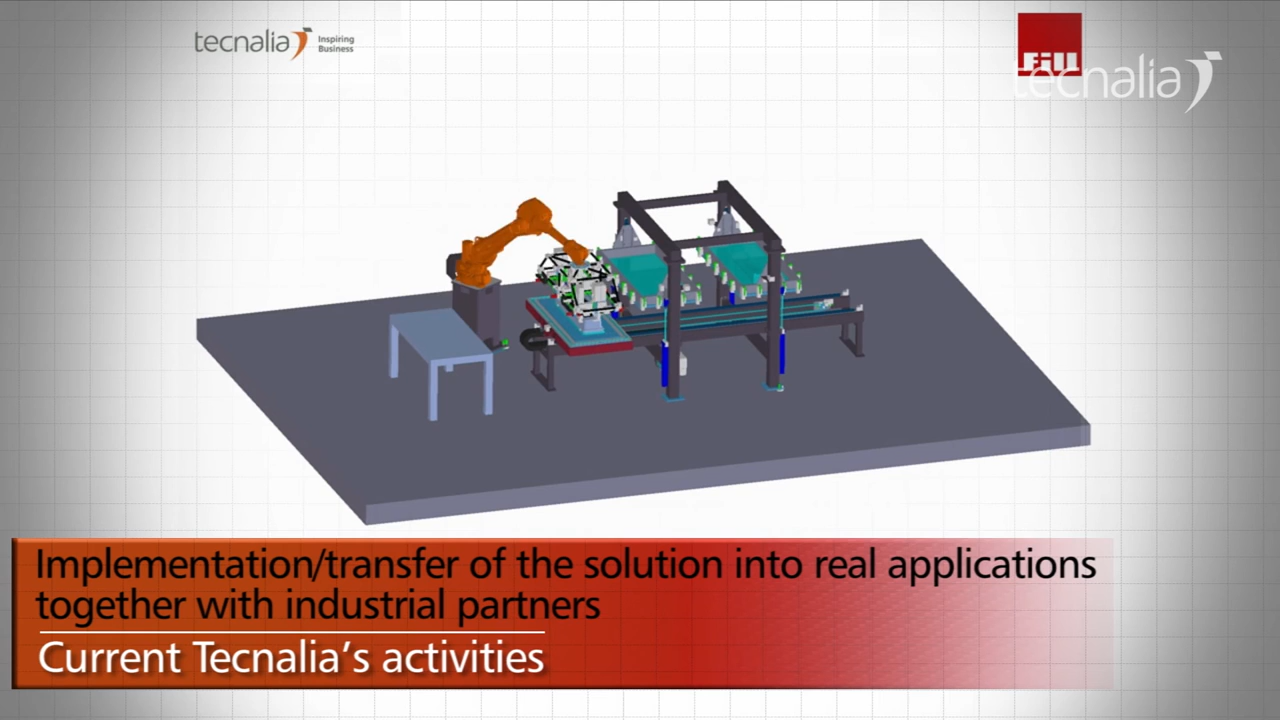 tecnalia Inspiring
Business
Fill
tecnalia
Implementation/transfer of the solution into real applications
together with industrial partners
Current Tecnalia's activities